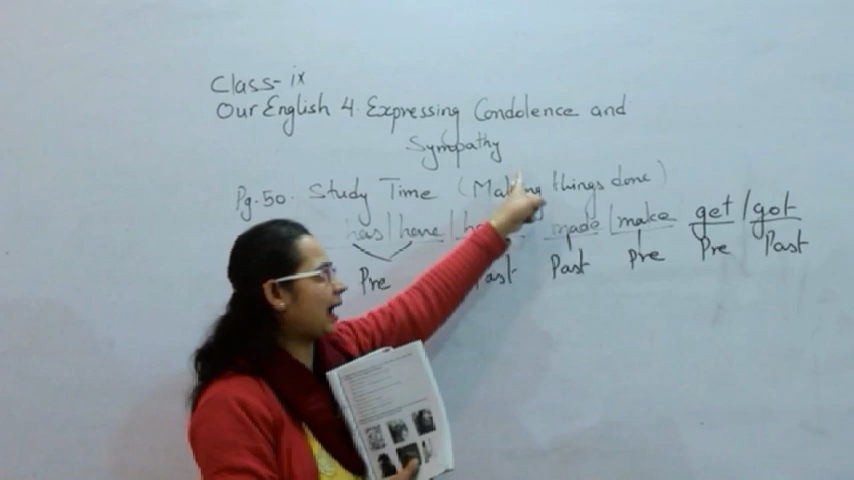 Class-ix
Our English 4. Expressing Condolence and
Sympathy
Pg.50. Study Time (Making things done)
has/have / made/make get/got
Pre Past Past Pre Pre Past